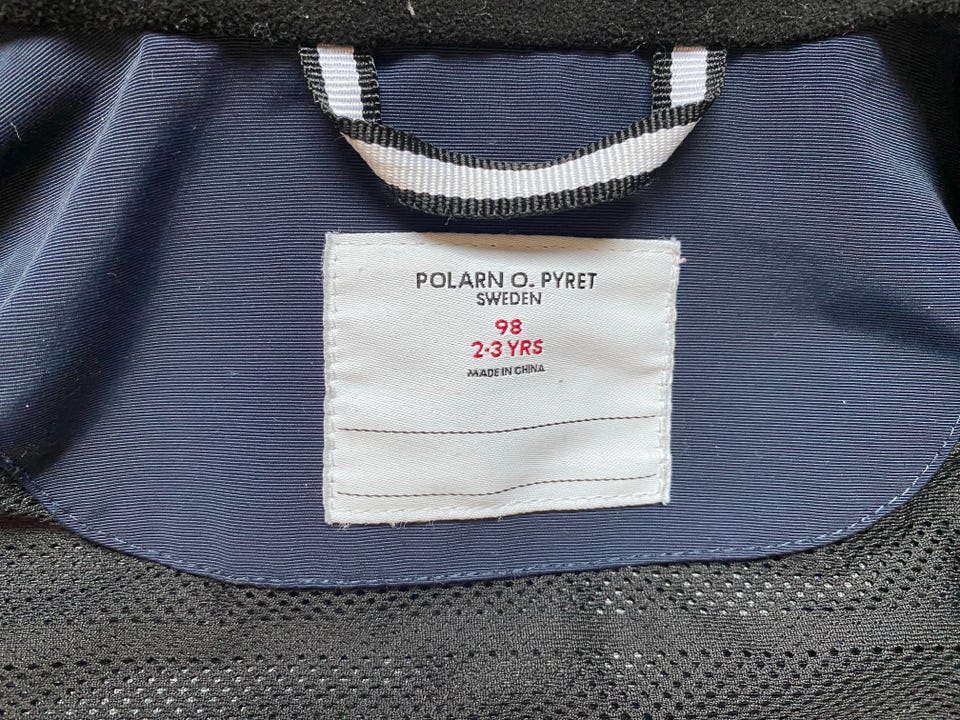 POLARN O. PYRET
SWEDEN
98
2-3 YRS
MADE IN CHINA